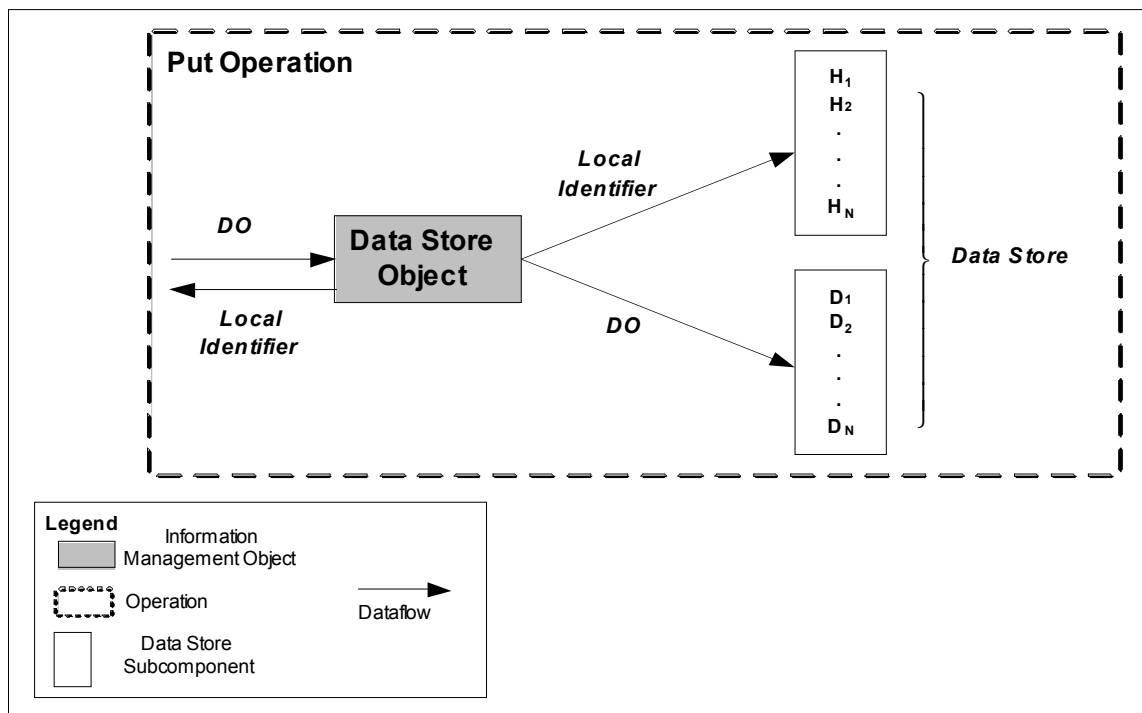 Put Operation
H1
H2
.
.
.
HN
Local
Identifier
DO
Data Store
Object
Data Store
Local
Identifier
DO
D1
D2
.
.
.
DN
Legend
Information
Management Object
Operation
Dataflow
Data Store
Subcomponent